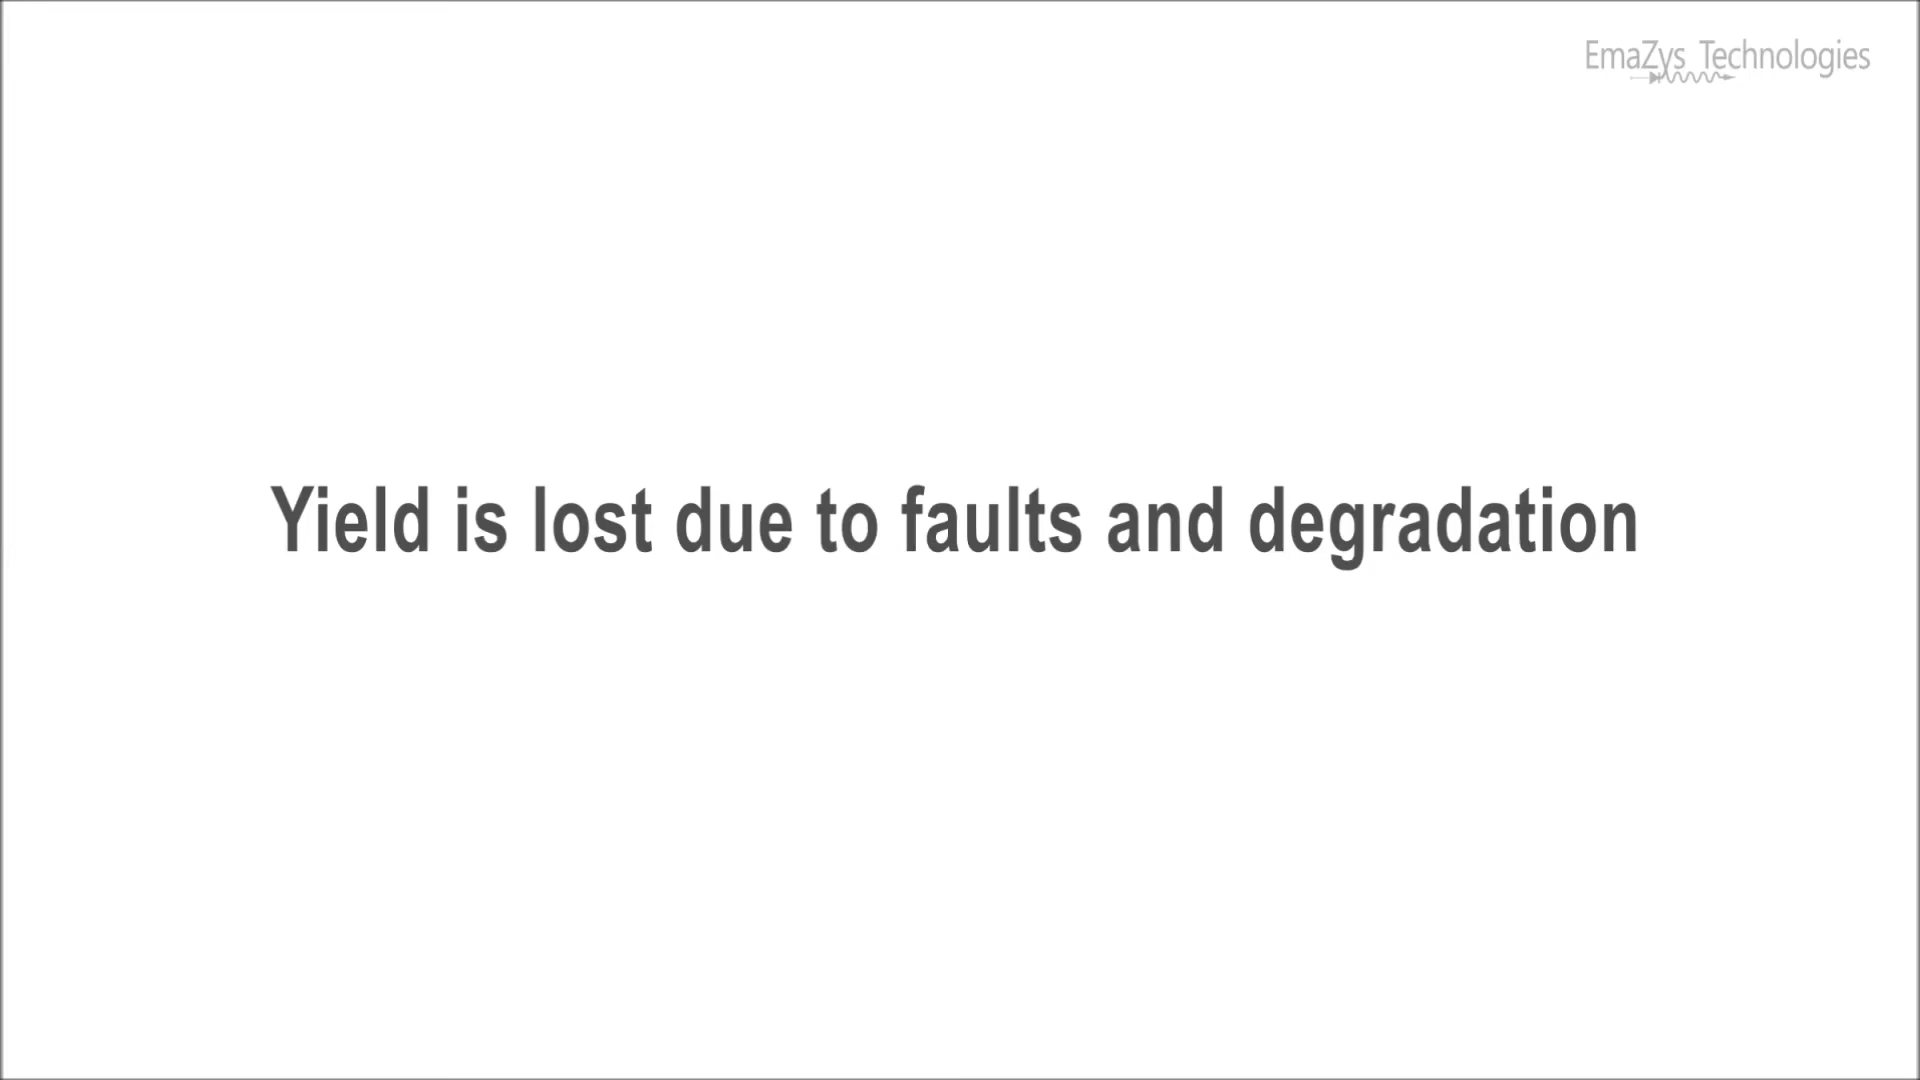 EmaZys Technologies
Yield is lost due to faults and degradation